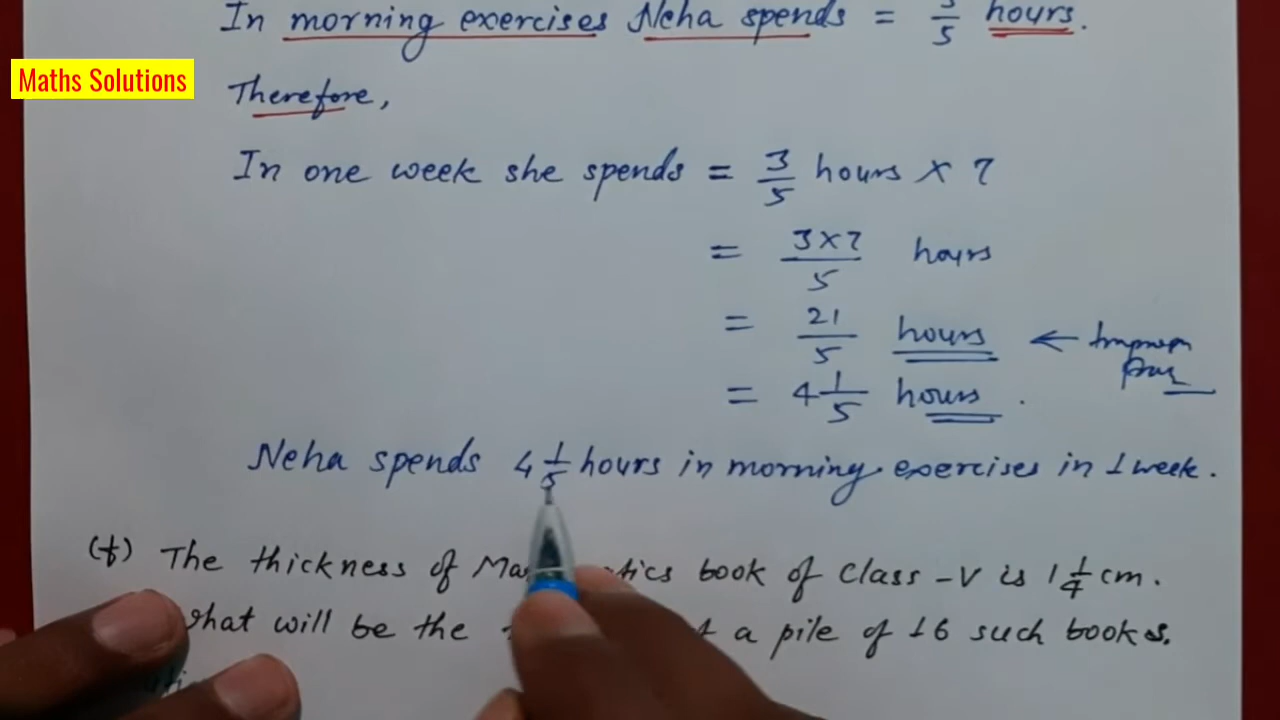 In morning exercises Neha spends = 3/5 hours.
Maths Solutions
Therefore,
In one week she spends = 3/5 hours × 7
= 3×7/5 hours
= 21/5 hours ←
= 4 1/5 hours.
Neha spends 4 1/5 hours in morning exercises in 1 week.
(f) The thickness of book of Class-V is 1 1/4 cm.
will be the a pile of 16 such books.